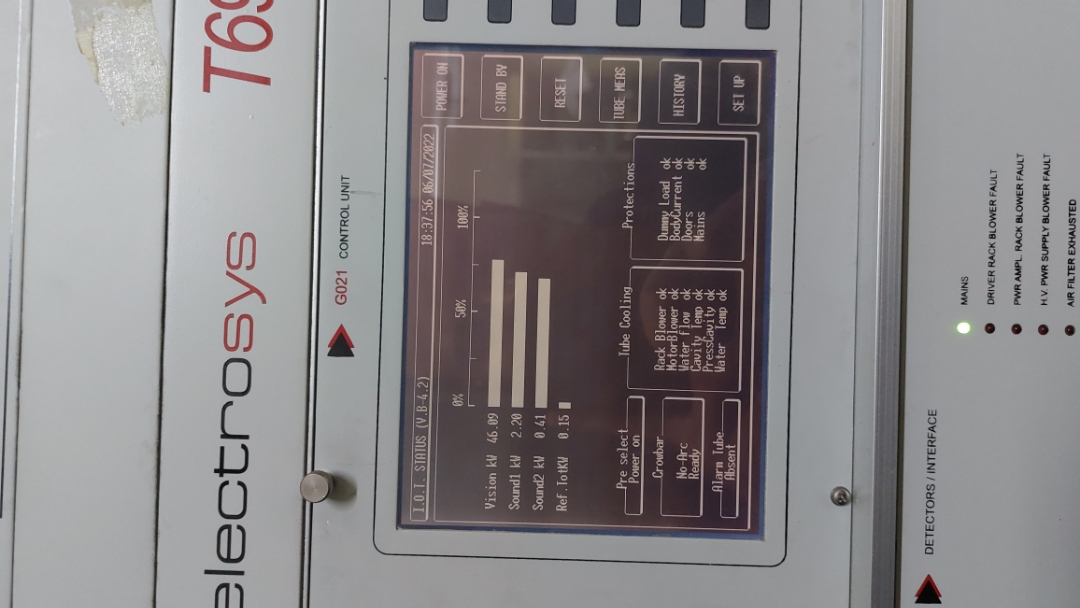 electrosys T69
G021 CONTROL UNIT
I.O.T. STATUS (V.B-4.2) 18:37:56 06/07/2022
0% 50% 100%
Vision kW 46.09
Sound1 kW 2.20
Sound2 kW 0.41
Ref.TotKW 0.15
Pre select
Power on
Crowbar
No-Arc
Ready
Alarm Tube
Absent
Tube Cooling
Rack Blower ok
MotorBlower ok
Water Flow ok
Cavity Temp ok
PressCavity ok
Water Temp ok
Protections
Dummy Load ok
BodyCurrent ok
Doors ok
Mains ok
POWER ON
STAND BY
RESET
TUBE MEAS
HISTORY
SET UP
DETECTORS / INTERFACE
MAINS
DRIVER RACK BLOWER FAULT
PWR AMPL. RACK BLOWER FAULT
H.V. PWR SUPPLY BLOWER FAULT
AIR FILTER EXHAUSTED